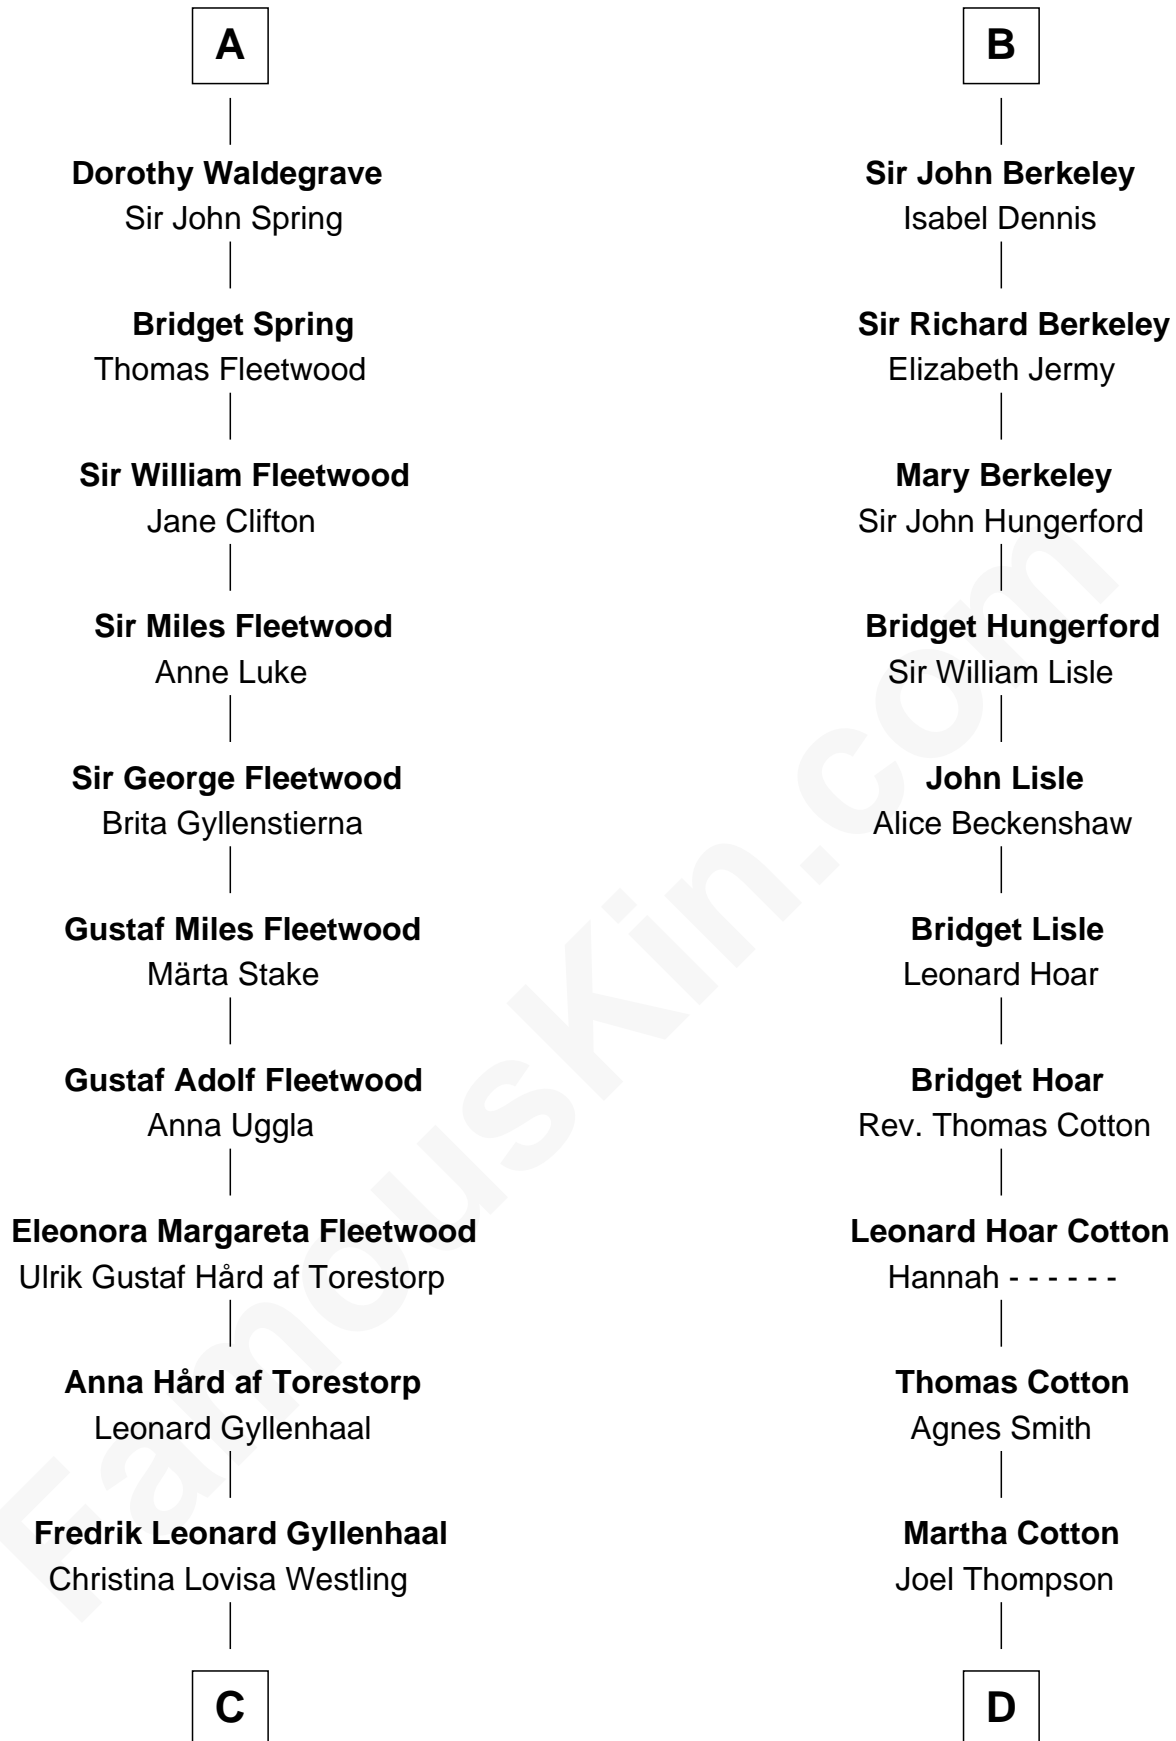 A
Dorothy Waldegrave
Sir John Spring
Bridget Spring
Thomas Fleetwood
Sir William Fleetwood
Jane Clifton
Sir Miles Fleetwood
Anne Luke
Sir George Fleetwood
Brita Gyllenstierna
Gustaf Miles Fleetwood
Märta Stake
Gustaf Adolf Fleetwood
Anna Uggla
Eleonora Margareta Fleetwood
Ulrik Gustaf Hård af Torestorp
Anna Hård af Torestorp
Leonard Gyllenhaal
Fredrik Leonard Gyllenhaal
Christina Lovisa Westling
C
B
Sir John Berkeley
Isabel Dennis
Sir Richard Berkeley
Elizabeth Jermy
Mary Berkeley
Sir John Hungerford
Bridget Hungerford
Sir William Lisle
John Lisle
Alice Beckenshaw
Bridget Lisle
Leonard Hoar
Bridget Hoar
Rev. Thomas Cotton
Leonard Hoar Cotton
Hannah - - - - - -
Thomas Cotton
Agnes Smith
Martha Cotton
Joel Thompson
D
FamousKin.com